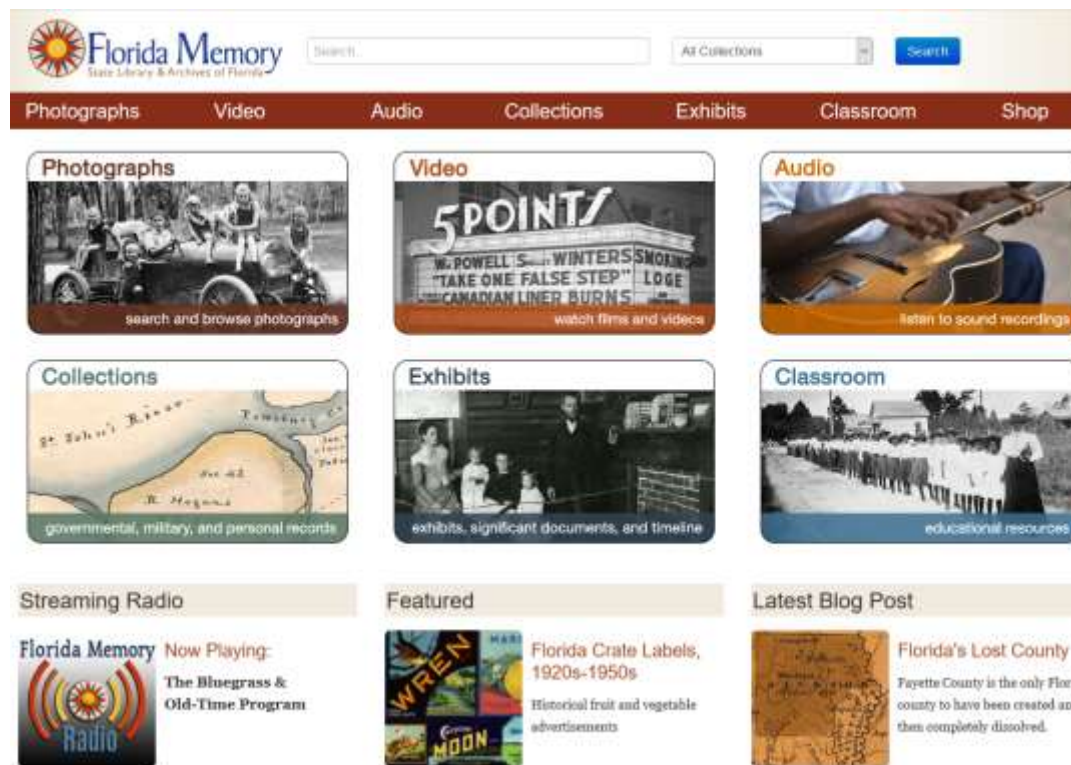 Florida Memory
State Library & Archives of Florida
Search...
All Collections
Search
Photographs Video Audio Collections Exhibits Classroom Shop
Photographs
search and browse photographs
Video
5 POINTS
W. POWELL S WINTERS SMOKING
"TAKE ONE FALSE STEP" LOGE
CANADIAN LINER BURNS
watch films and videos
Audio
listen to sound recordings
Collections
St. John's River
R. Hogans
governmental, military, and personal records
Exhibits
exhibits, significant documents, and timeline
Classroom
educational resources
Streaming Radio
Florida Memory
Radio
Now Playing:
The Bluegrass &
Old-Time Program
Featured
WREN
MOON
Florida Crate Labels,
1920s-1950s
Historical fruit and vegetable
advertisements
Latest Blog Post
Florida's Lost County
Fayette County is the only Flor
county to have been created an
then completely dissolved.